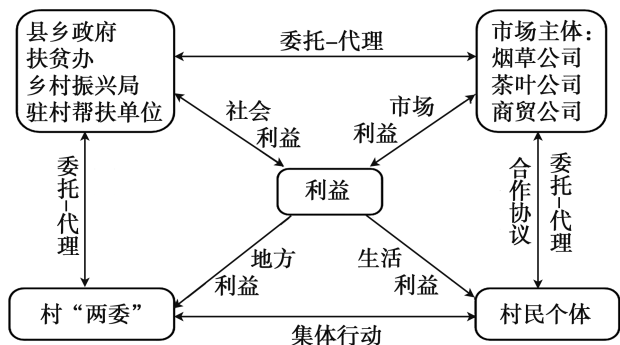 县乡政府
扶贫办
乡村振兴局
驻村帮扶单位
委托-代理
市场主体：
烟草公司
茶叶公司
商贸公司
社会
利益
市场
利益
委托-代理
利益
合作协议
委托-代理
地方
利益
生活
利益
村“两委”
集体行动
村民个体